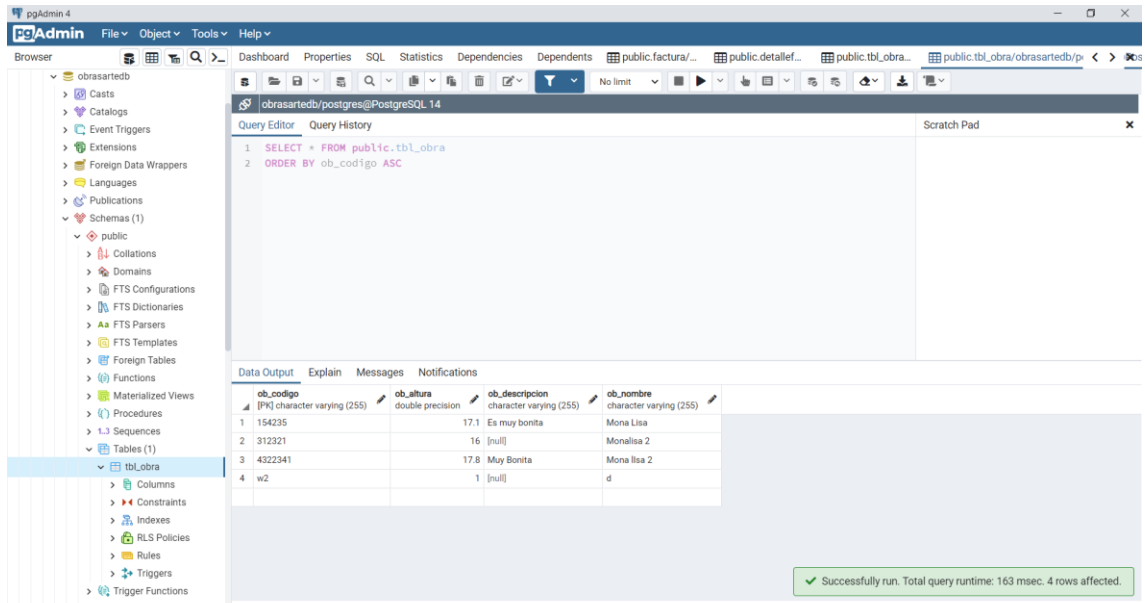 pgAdmin 4
pgAdmin File Object Tools Help
Browser Dashboard Properties SQL Statistics Dependencies Dependents public.factura/... public.detallef... public.tbl_obra... public.tbl_obra/obrasartedb/p
obrasartedb
No limit
Casts
obrasartedb/postgres@PostgreSQL 14
Catalogs
Event Triggers
Query Editor Query History Scratch Pad
Extensions
1 SELECT * FROM public.tbl_obra
2 ORDER BY ob_codigo ASC
Foreign Data Wrappers
Languages
Publications
Schemas (1)
public
Collations
Domains
FTS Configurations
FTS Dictionaries
Aa FTS Parsers
FTS Templates
Foreign Tables
Functions
Materialized Views
Procedures
1..3 Sequences
Tables (1)
tbl_obra
Columns
Constraints
Indexes
RLS Policies
Rules
Triggers
Trigger Functions
Data Output Explain Messages Notifications
ob_codigo ob_altura ob_descripcion ob_nombre
[PK] character varying (255) double precision character varying (255) character varying (255)
1 154235 17.1 Es muy bonita Mona Lisa
2 312321 16 [null] Monalisa 2
3 4322341 17.8 Muy Bonita Mona lisa 2
4 w2 1 [null] d
Successfully run. Total query runtime: 163 msec. 4 rows affected.